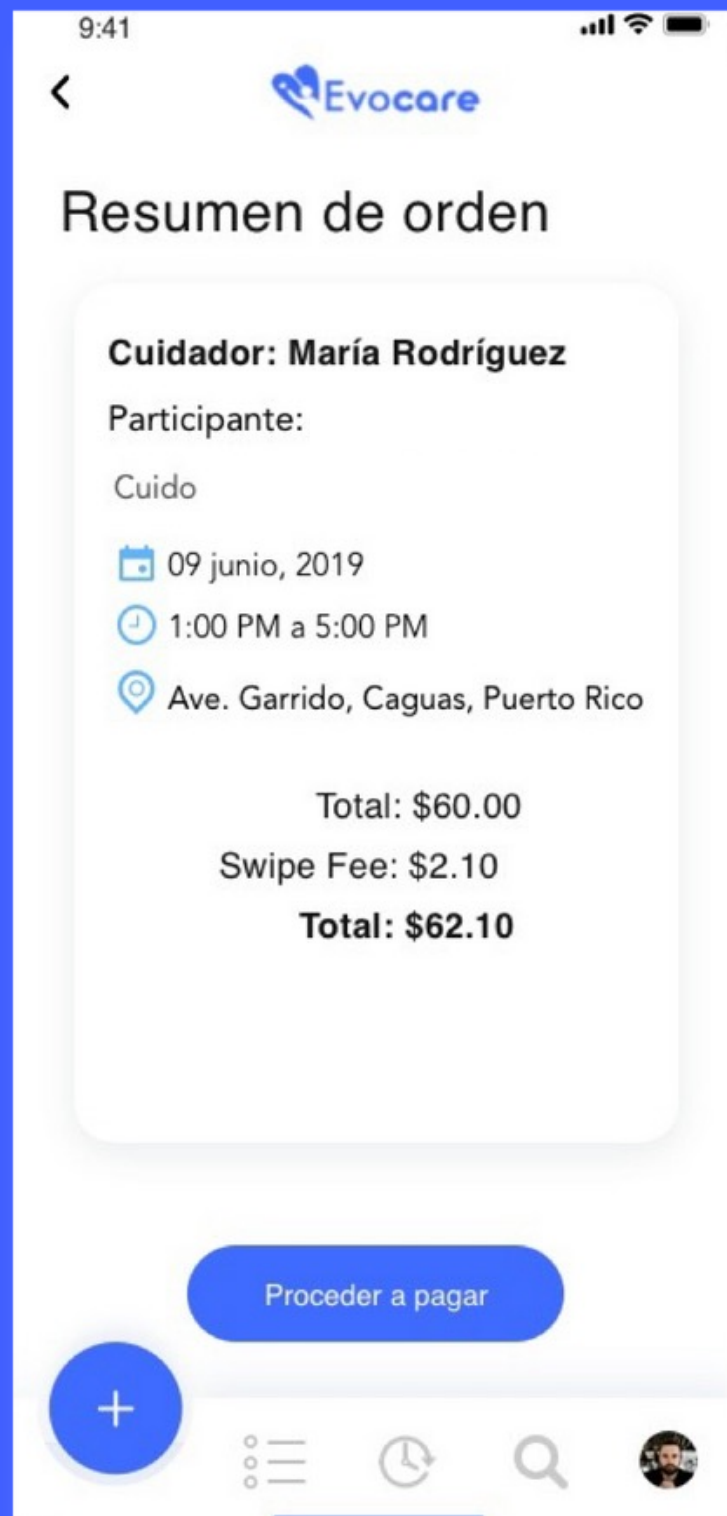 9:41
Evocare
Resumen de orden
Cuidador: María Rodríguez
Participante:
Cuido
09 junio, 2019
1:00 PM a 5:00 PM
Ave. Garrido, Caguas, Puerto Rico
Total: $60.00
Swipe Fee: $2.10
Total: $62.10
Proceder a pagar
+